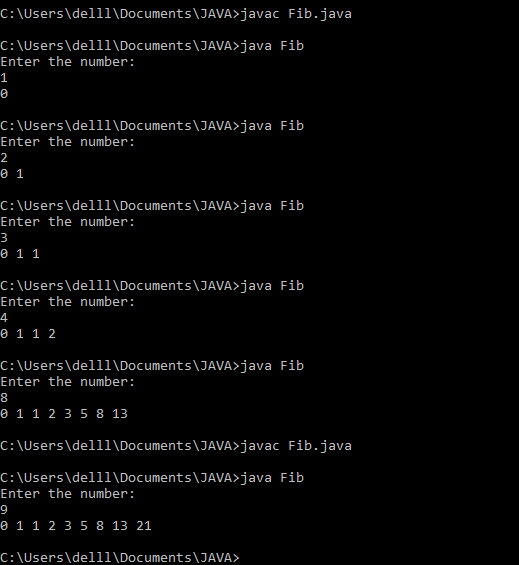 C:\Users\delll\Documents\JAVA>javac Fib.java
C:\Users\delll\Documents\JAVA>java Fib
Enter the number:
1
0
C:\Users\delll\Documents\JAVA>java Fib
Enter the number:
2
0 1
C:\Users\delll\Documents\JAVA>java Fib
Enter the number:
3
0 1 1
C:\Users\delll\Documents\JAVA>java Fib
Enter the number:
4
0 1 1 2
C:\Users\delll\Documents\JAVA>java Fib
Enter the number:
8
0 1 1 2 3 5 8 13
C:\Users\delll\Documents\JAVA>javac Fib.java
C:\Users\delll\Documents\JAVA>java Fib
Enter the number:
9
0 1 1 2 3 5 8 13 21
C:\Users\delll\Documents\JAVA>